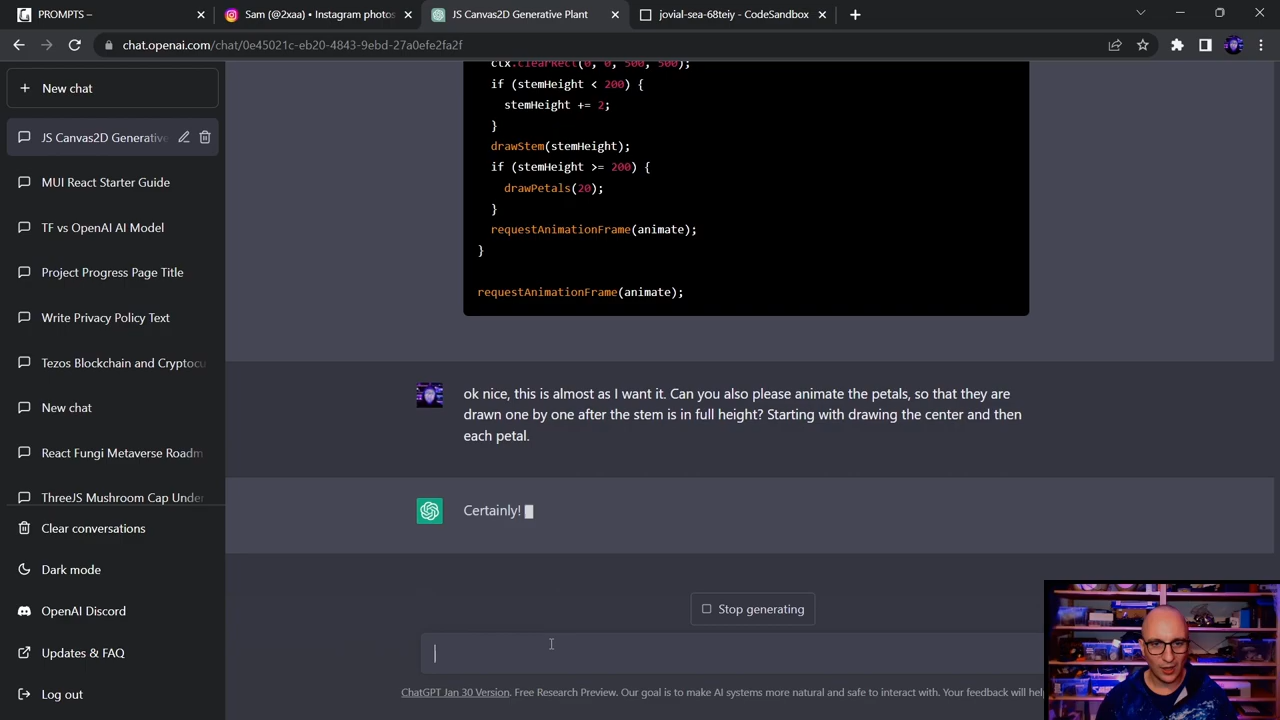 PROMPTS –
Sam (@2xaa) • Instagram photos
JS Canvas2D Generative Plant
jovial-sea-68teiy - CodeSandbox
chat.openai.com/chat/0e45021c-eb20-4843-9ebd-27a0efe2fa2f
New chat
JS Canvas2D Generative
MUI React Starter Guide
TF vs OpenAI AI Model
Project Progress Page Title
Write Privacy Policy Text
Tezos Blockchain and Cryptocu
New chat
React Fungi Metaverse Roadm
ThreeJS Mushroom Cap Under
Clear conversations
Dark mode
OpenAI Discord
Updates & FAQ
Log out
ctx.clearRect(0, 0, 500, 500);
if (stemHeight < 200) {
stemHeight += 2;
}
drawStem(stemHeight);
if (stemHeight >= 200) {
drawPetals(20);
}
requestAnimationFrame(animate);
}
requestAnimationFrame(animate);
ok nice, this is almost as I want it. Can you also please animate the petals, so that they are
drawn one by one after the stem is in full height? Starting with drawing the center and then
each petal.
Certainly!
Stop generating
ChatGPT Jan 30 Version. Free Research Preview. Our goal is to make AI systems more natural and safe to interact with. Your feedback will hel